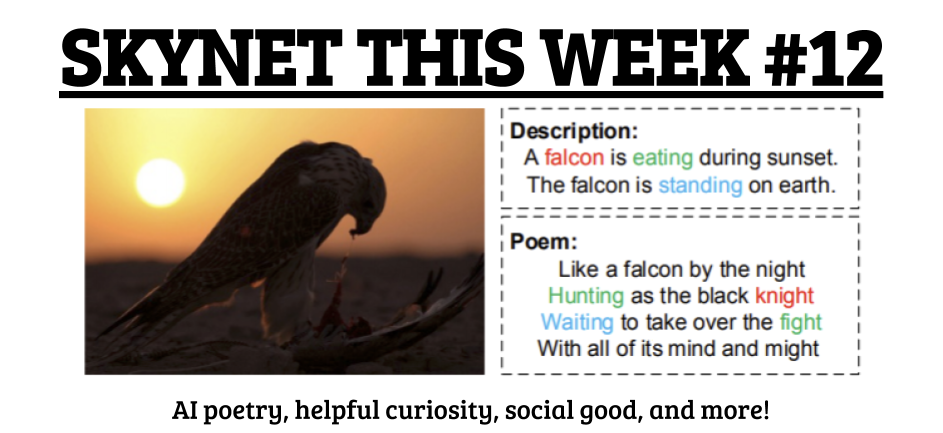 SKYNET THIS WEEK #12
Description:
A falcon is eating during sunset.
The falcon is standing on earth.
Poem:
Like a falcon by the night
Hunting as the black knight
Waiting to take over the fight
With all of its mind and might
AI poetry, helpful curiosity, social good, and more!